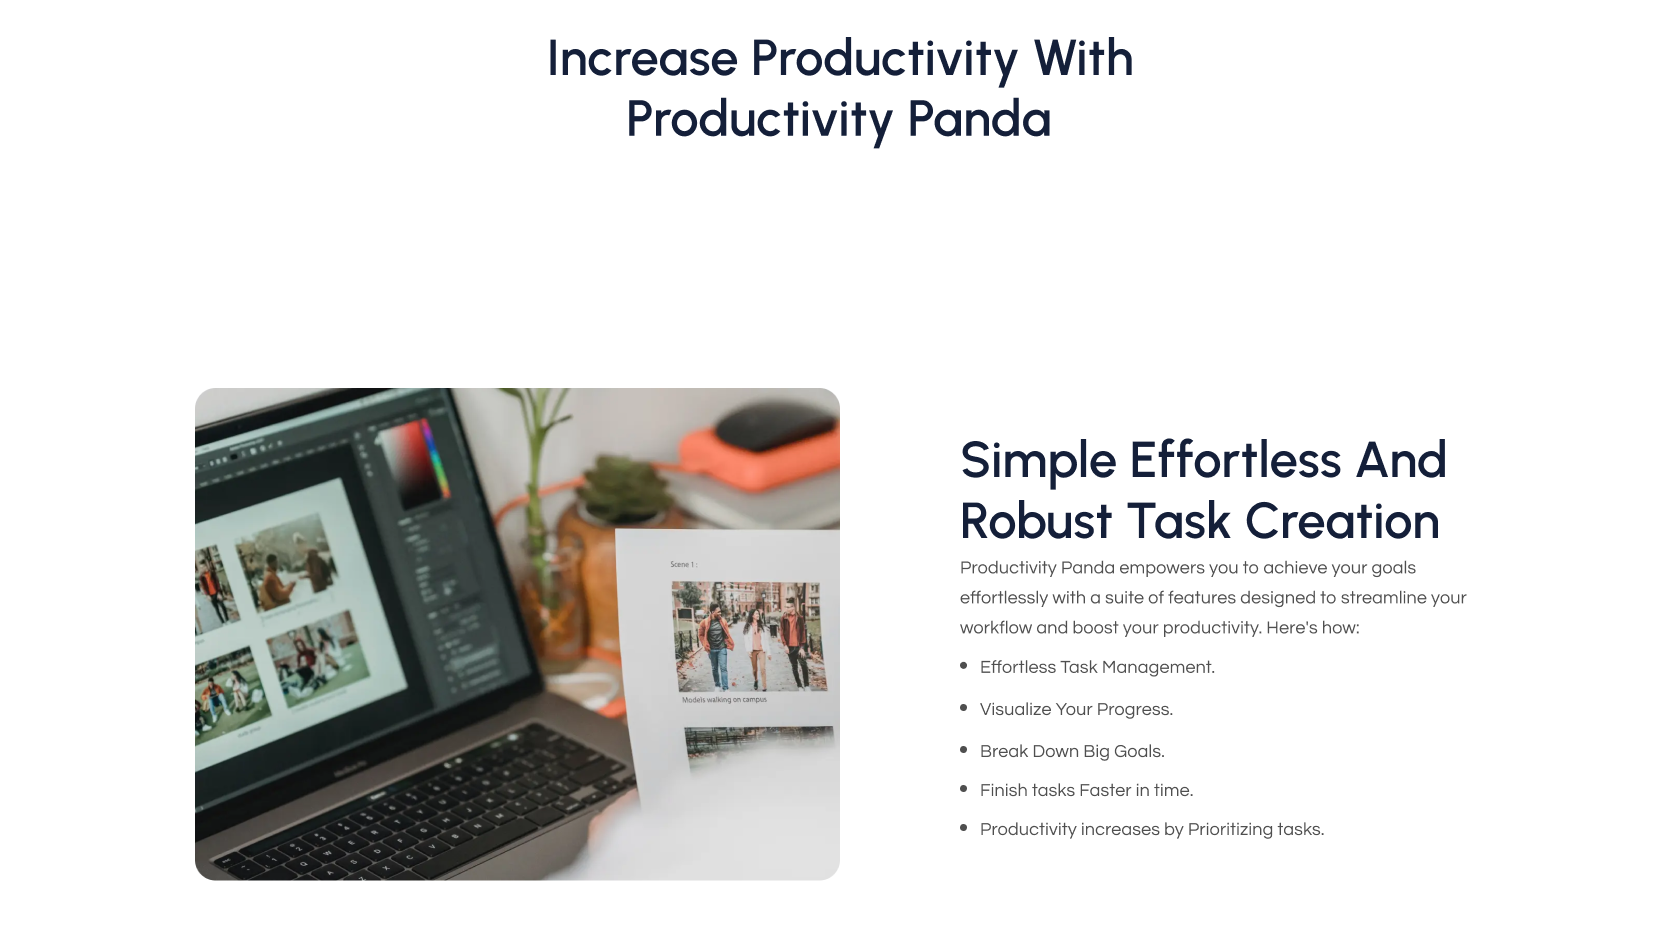 Increase Productivity With
Productivity Panda
Simple Effortless And
Robust Task Creation
Productivity Panda empowers you to achieve your goals
effortlessly with a suite of features designed to streamline your
workflow and boost your productivity. Here's how:
Effortless Task Management.
Visualize Your Progress.
Break Down Big Goals.
Finish tasks Faster in time.
Productivity increases by Prioritizing tasks.
Scene 1 :
Models walking on campus